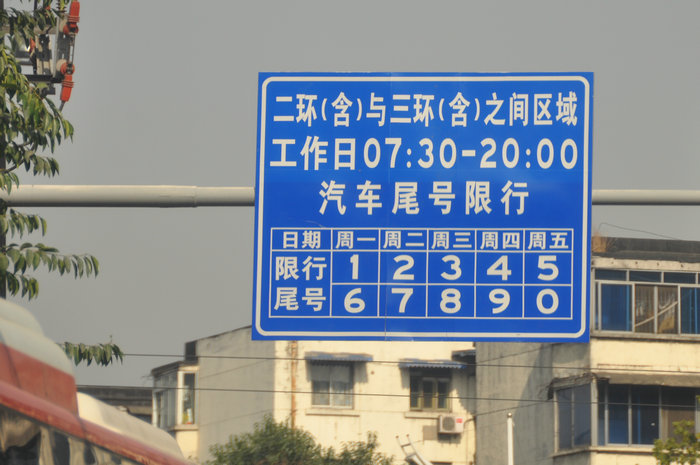 二环(含)与三环(含)之间区域
工作日07:30-20:00
汽车尾号限行
日期 周一 周二 周三 周四 周五
限行 1 2 3 4 5
尾号 6 7 8 9 0